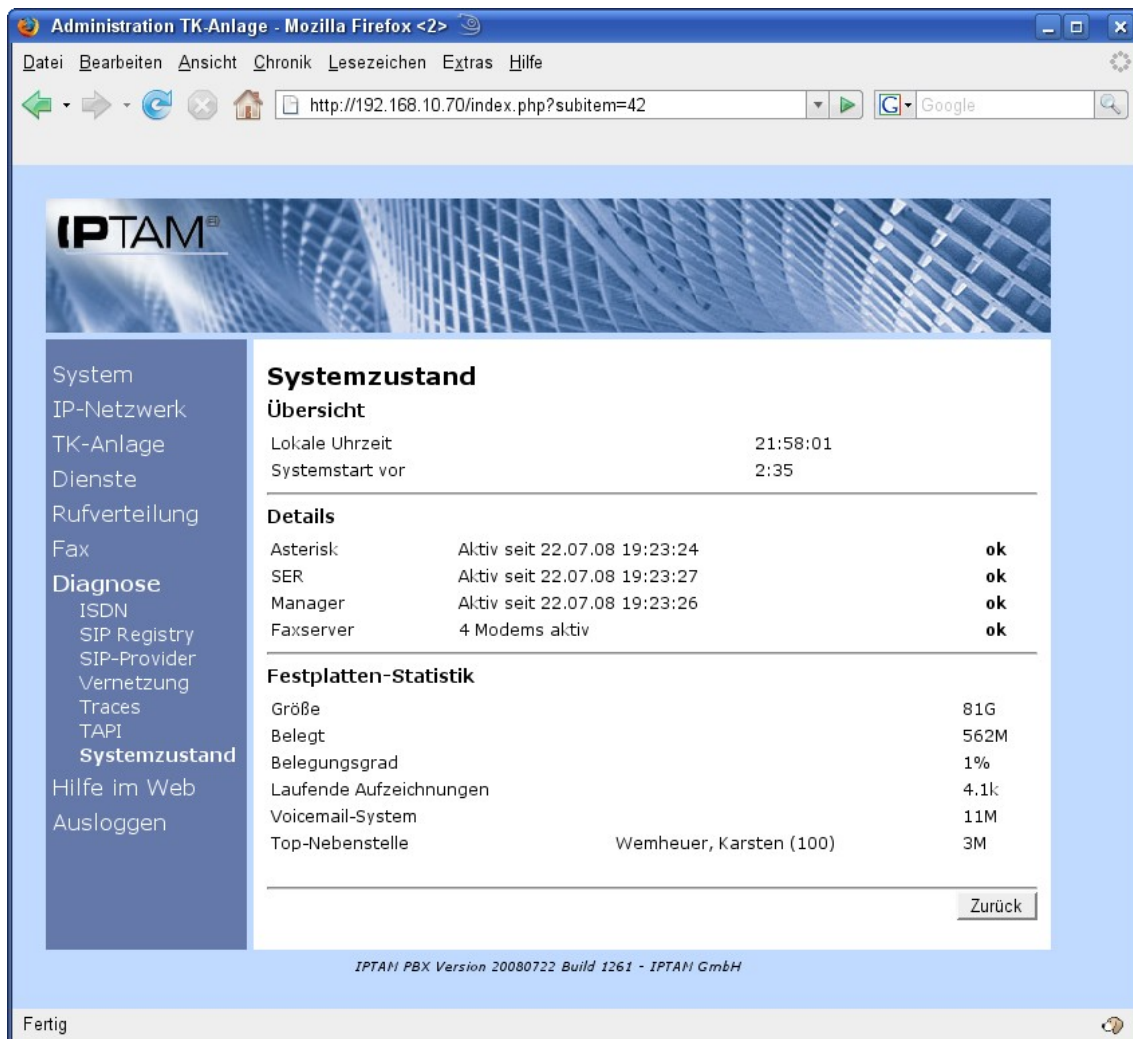 Administration TK-Anlage - Mozilla Firefox <2>
Datei Bearbeiten Ansicht Chronik Lesezeichen Extras Hilfe
http://192.168.10.70/index.php?subitem=42 G Google
IPTAM®
System
IP-Netzwerk
TK-Anlage
Dienste
Rufverteilung
Fax
Diagnose
ISDN
SIP Registry
SIP-Provider
Vernetzung
Traces
TAPI
Systemzustand
Hilfe im Web
Ausloggen
Systemzustand
Übersicht
Lokale Uhrzeit 21:58:01
Systemstart vor 2:35
Details
Asterisk Aktiv seit 22.07.08 19:23:24 ok
SER Aktiv seit 22.07.08 19:23:27 ok
Manager Aktiv seit 22.07.08 19:23:26 ok
Faxserver 4 Modems aktiv ok
Festplatten-Statistik
Größe 81G
Belegt 562M
Belegungsgrad 1%
Laufende Aufzeichnungen 4.1k
Voicemail-System 11M
Top-Nebenstelle Wemheuer, Karsten (100) 3M
Zurück
IPTAM PBX Version 20080722 Build 1261 - IPTAM GmbH
Fertig